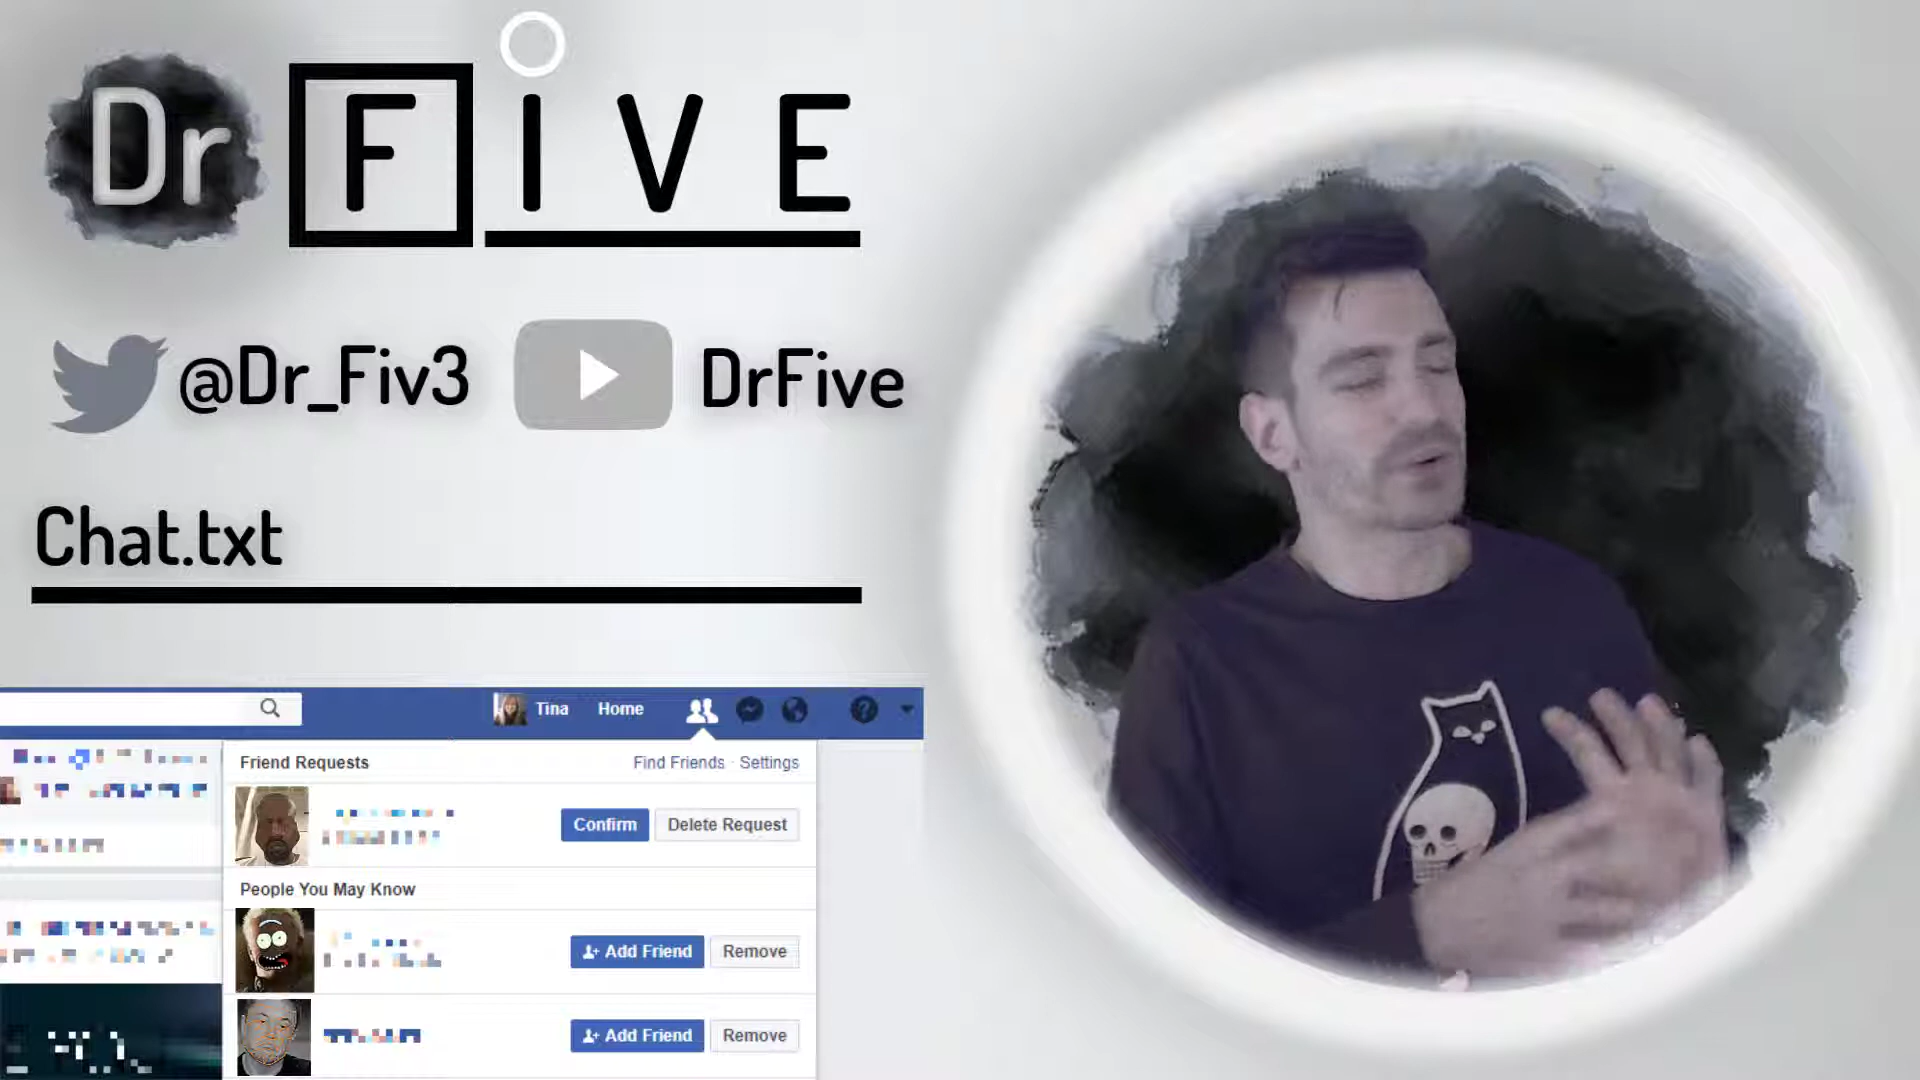 Dr FIVE
@Dr_Fiv3 DrFive
Chat.txt
Tina Home
Friend Requests Find Friends · Settings
Confirm Delete Request
People You May Know
Add Friend Remove
Add Friend Remove